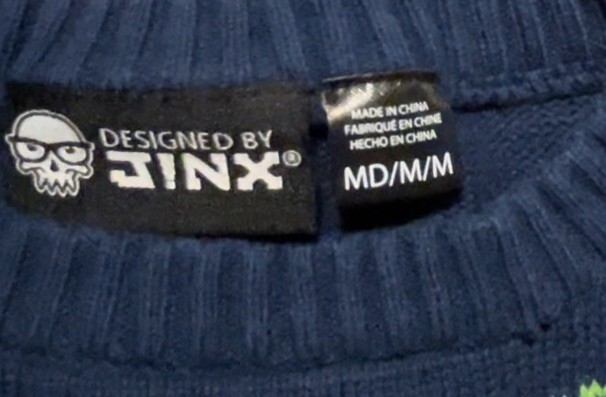 DESIGNED BY
JINX®
MADE IN CHINA
FABRIQUÉ EN CHINE
HECHO EN CHINA
MD/M/M